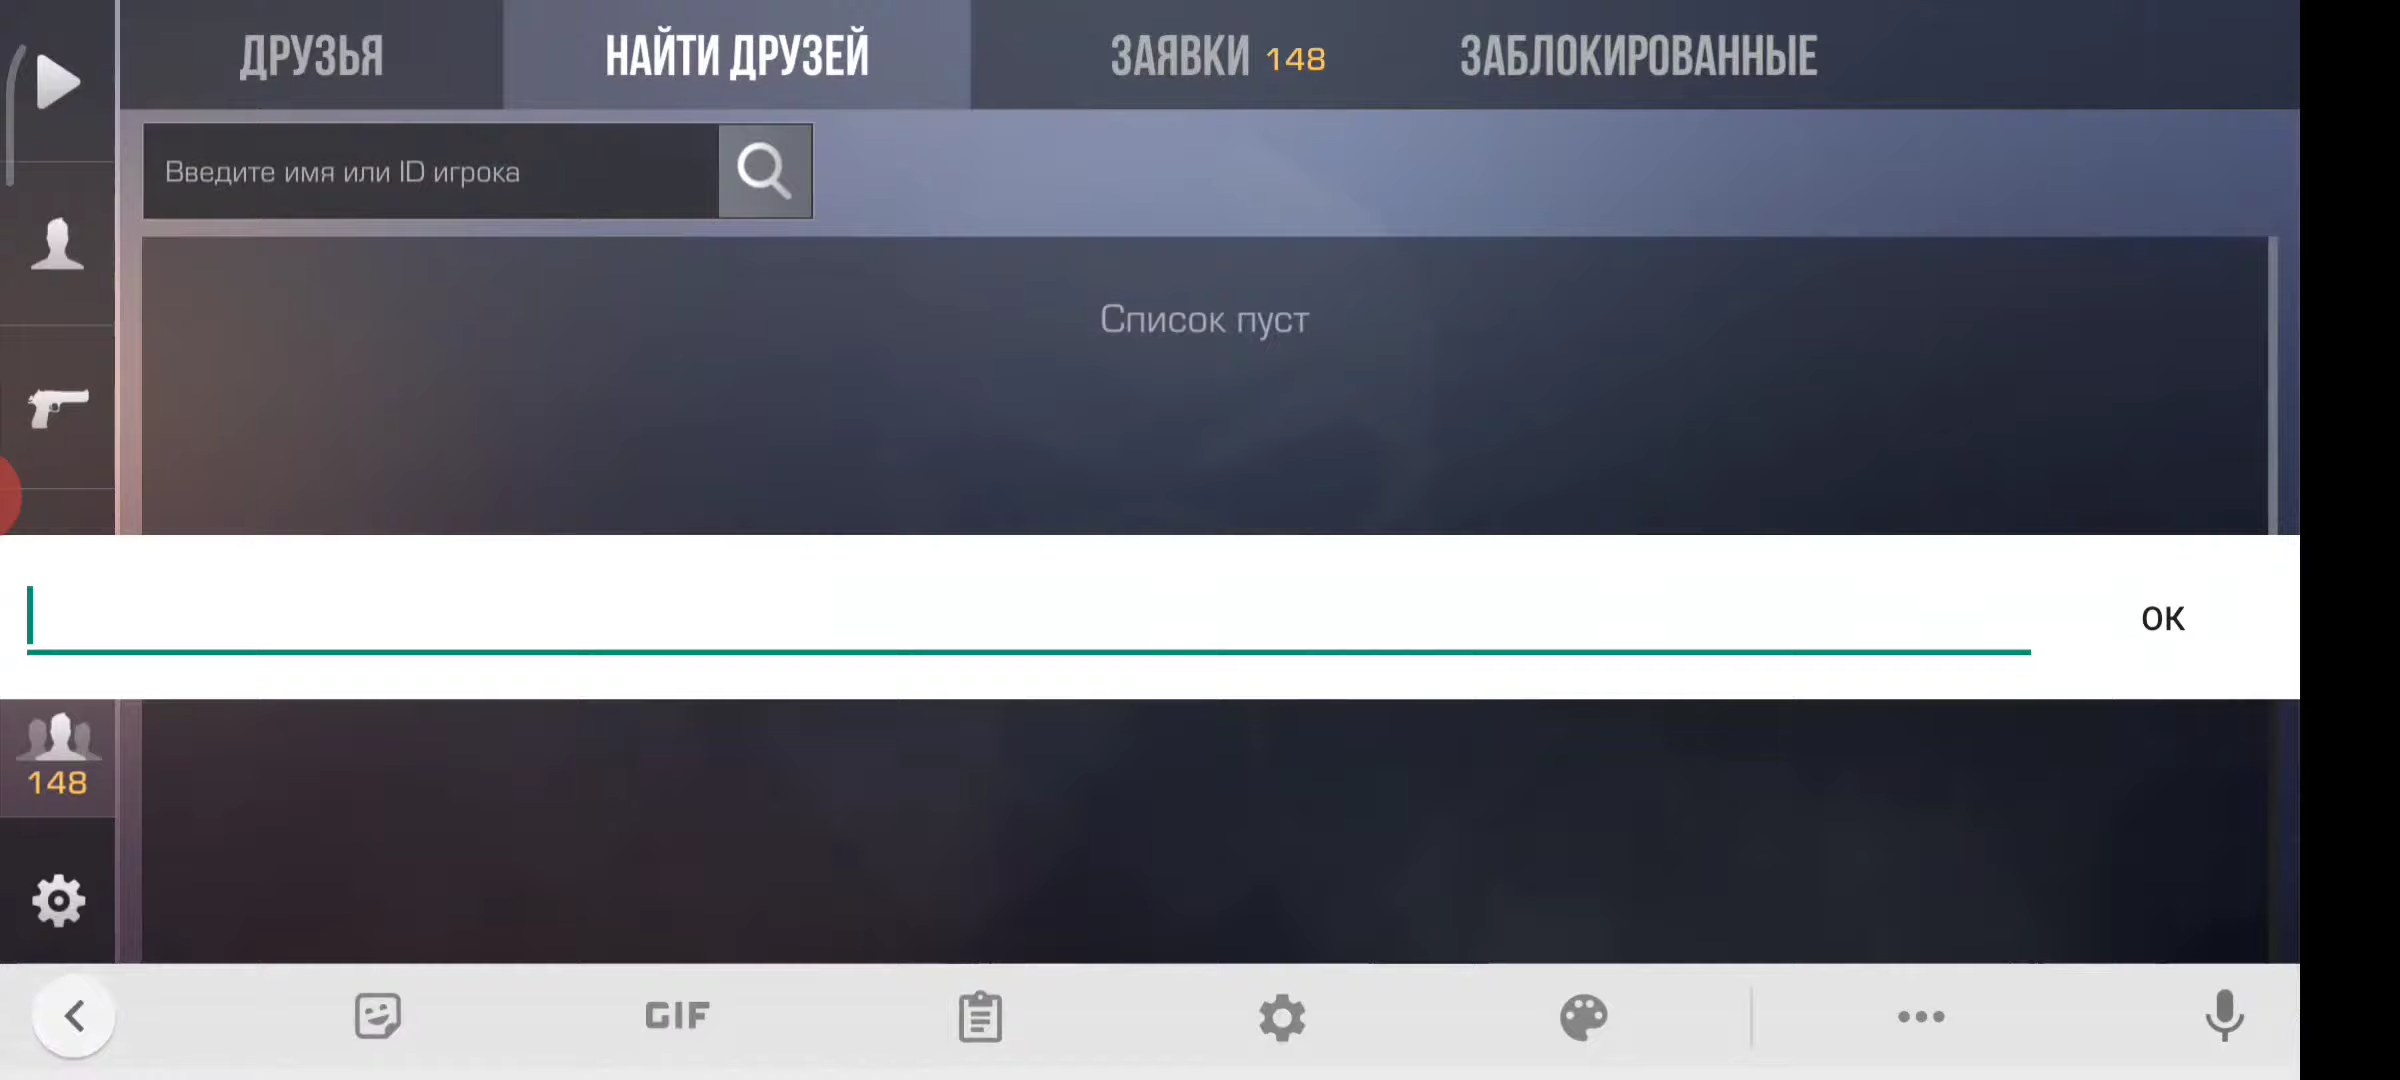 ДРУЗЬЯ
НАЙТИ ДРУЗЕЙ
ЗАЯВКИ 148
ЗАБЛОКИРОВАННЫЕ
Введите имя или ID игрока
Список пуст
ОК
148
GIF